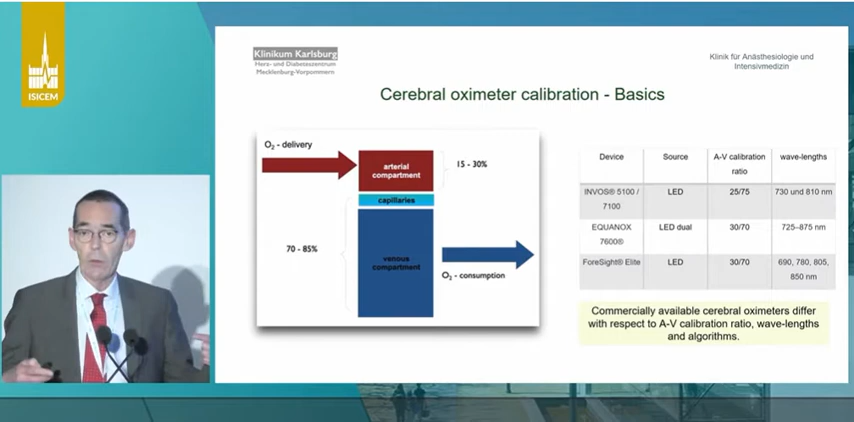 ISICEM
Klinikum Karlsburg
Herz- und Diabeteszentrum
Mecklenburg-Vorpommern
Klinik für Anästhesiologie und
Intensivmedizin
Cerebral oximeter calibration - Basics
O₂ - delivery
arterial
compartment
15 - 30%
capillaries
70 - 85%
venous
compartment
O₂ - consumption
Device Source A-V calibration wave-lengths
ratio
INVOS® 5100 / LED 25/75 730 und 810 nm
7100
EQUANOX LED dual 30/70 725–875 nm
7600®
ForeSight® Elite LED 30/70 690, 780, 805,
850 nm
Commercially available cerebral oximeters differ
with respect to A-V calibration ratio, wave-lengths
and algorithms.